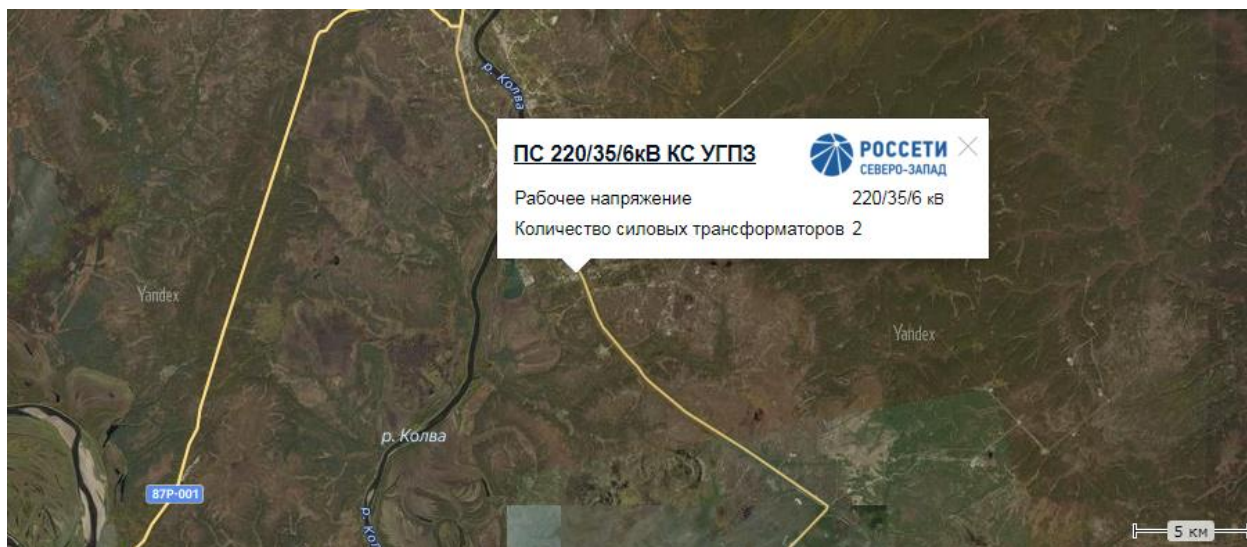 р. Колва
ПС 220/35/6кВ КС УГПЗ
РОССЕТИ
СЕВЕРО-ЗАПАД
Рабочее напряжение 220/35/6 кВ
Количество силовых трансформаторов 2
Yandex
Yandex
р. Колва
87Р-001
р. Кол
5 км